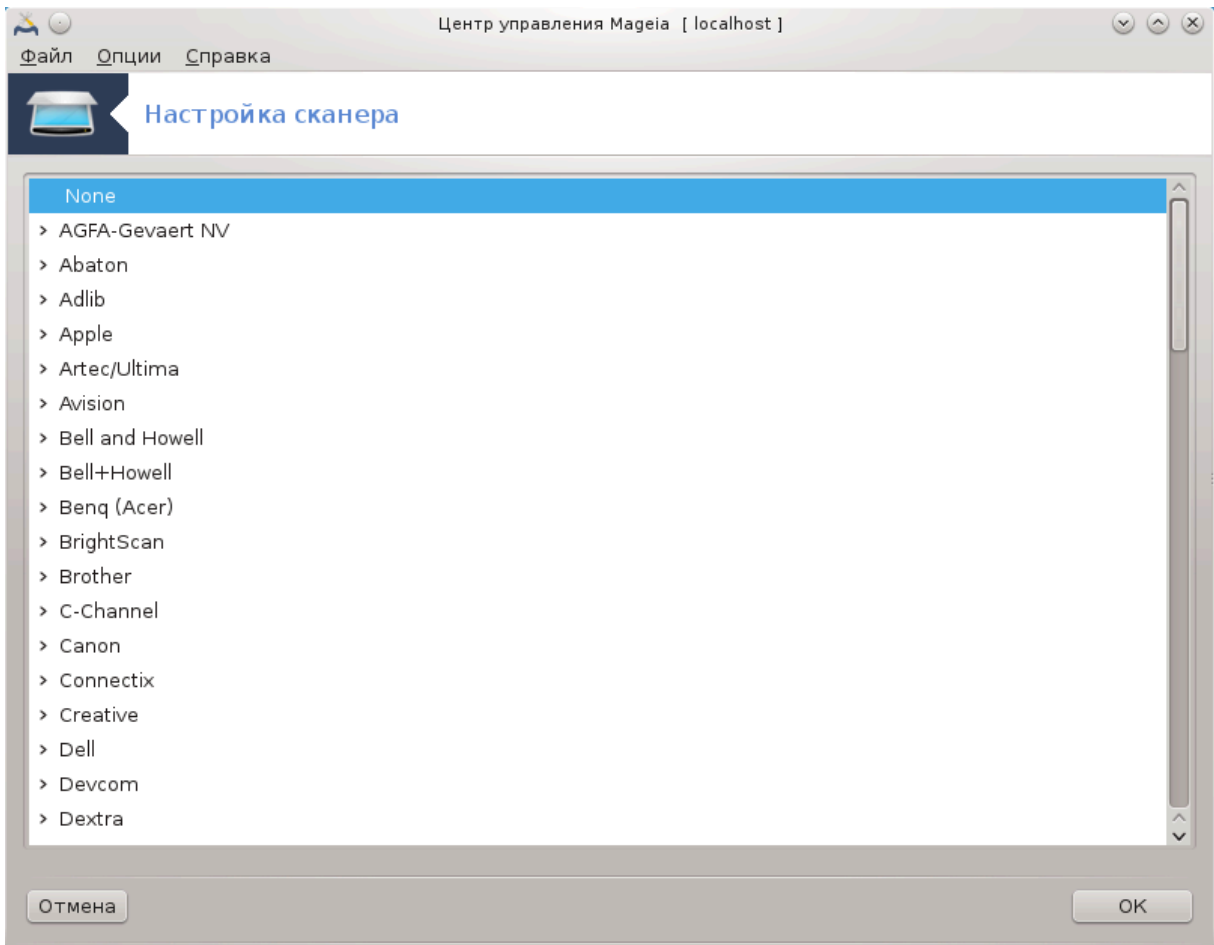 Центр управления Mageia [ localhost ]
Файл Опции Справка
Настройка сканера
None
AGFA-Gevaert NV
Abaton
Adlib
Apple
Artec/Ultima
Avision
Bell and Howell
Bell+Howell
Benq (Acer)
BrightScan
Brother
C-Channel
Canon
Connectix
Creative
Dell
Devcom
Dextra
Отмена OK